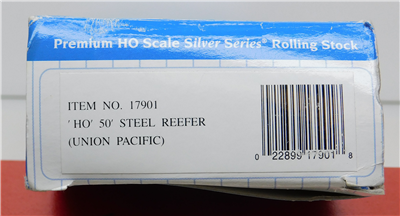 Premium HO Scale Silver Series® Rolling Stock
ITEM NO. 17901
'HO' 50' STEEL REEFER
(UNION PACIFIC)
0 22899 17901 8